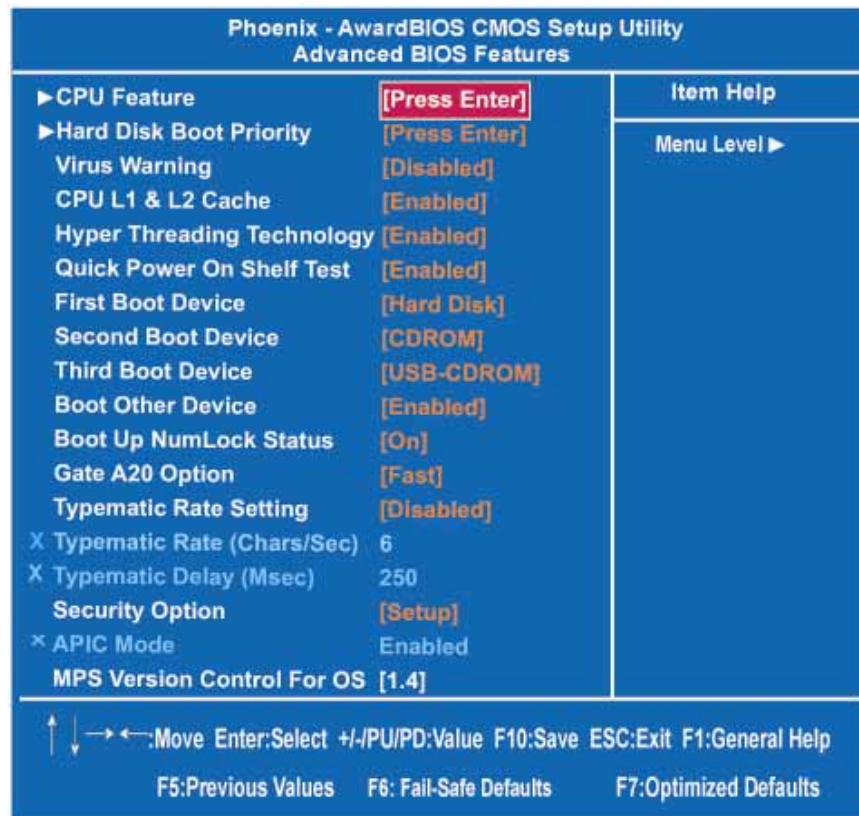 Phoenix - AwardBIOS CMOS Setup Utility
Advanced BIOS Features
►CPU Feature [Press Enter]
►Hard Disk Boot Priority [Press Enter]
Virus Warning [Disabled]
CPU L1 & L2 Cache [Enabled]
Hyper Threading Technology [Enabled]
Quick Power On Shelf Test [Enabled]
First Boot Device [Hard Disk]
Second Boot Device [CDROM]
Third Boot Device [USB-CDROM]
Boot Other Device [Enabled]
Boot Up NumLock Status [On]
Gate A20 Option [Fast]
Typematic Rate Setting [Disabled]
X Typematic Rate (Chars/Sec) 6
X Typematic Delay (Msec) 250
Security Option [Setup]
× APIC Mode Enabled
MPS Version Control For OS [1.4]
Item Help
Menu Level ►
↑ ↓ → ←:Move Enter:Select +/-/PU/PD:Value F10:Save ESC:Exit F1:General Help
F5:Previous Values F6: Fail-Safe Defaults F7:Optimized Defaults